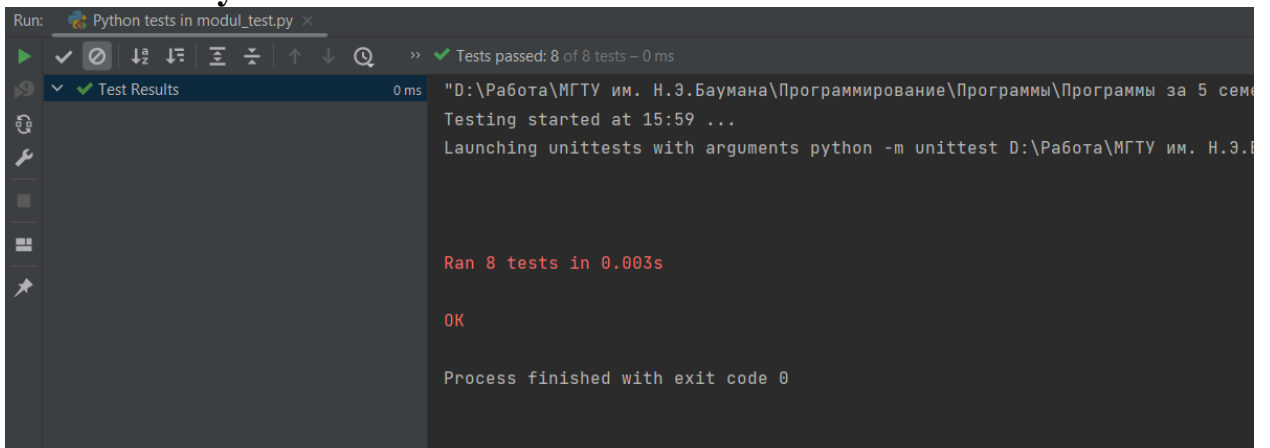 Run: Python tests in modul_test.py ×
» Tests passed: 8 of 8 tests – 0 ms
Test Results 0 ms
"D:\Работа\МГТУ им. Н.Э.Баумана\Программирование\Программы\Программы за 5 семе
Testing started at 15:59 ...
Launching unittests with arguments python -m unittest D:\Работа\МГТУ им. Н.Э.
Ran 8 tests in 0.003s
OK
Process finished with exit code 0